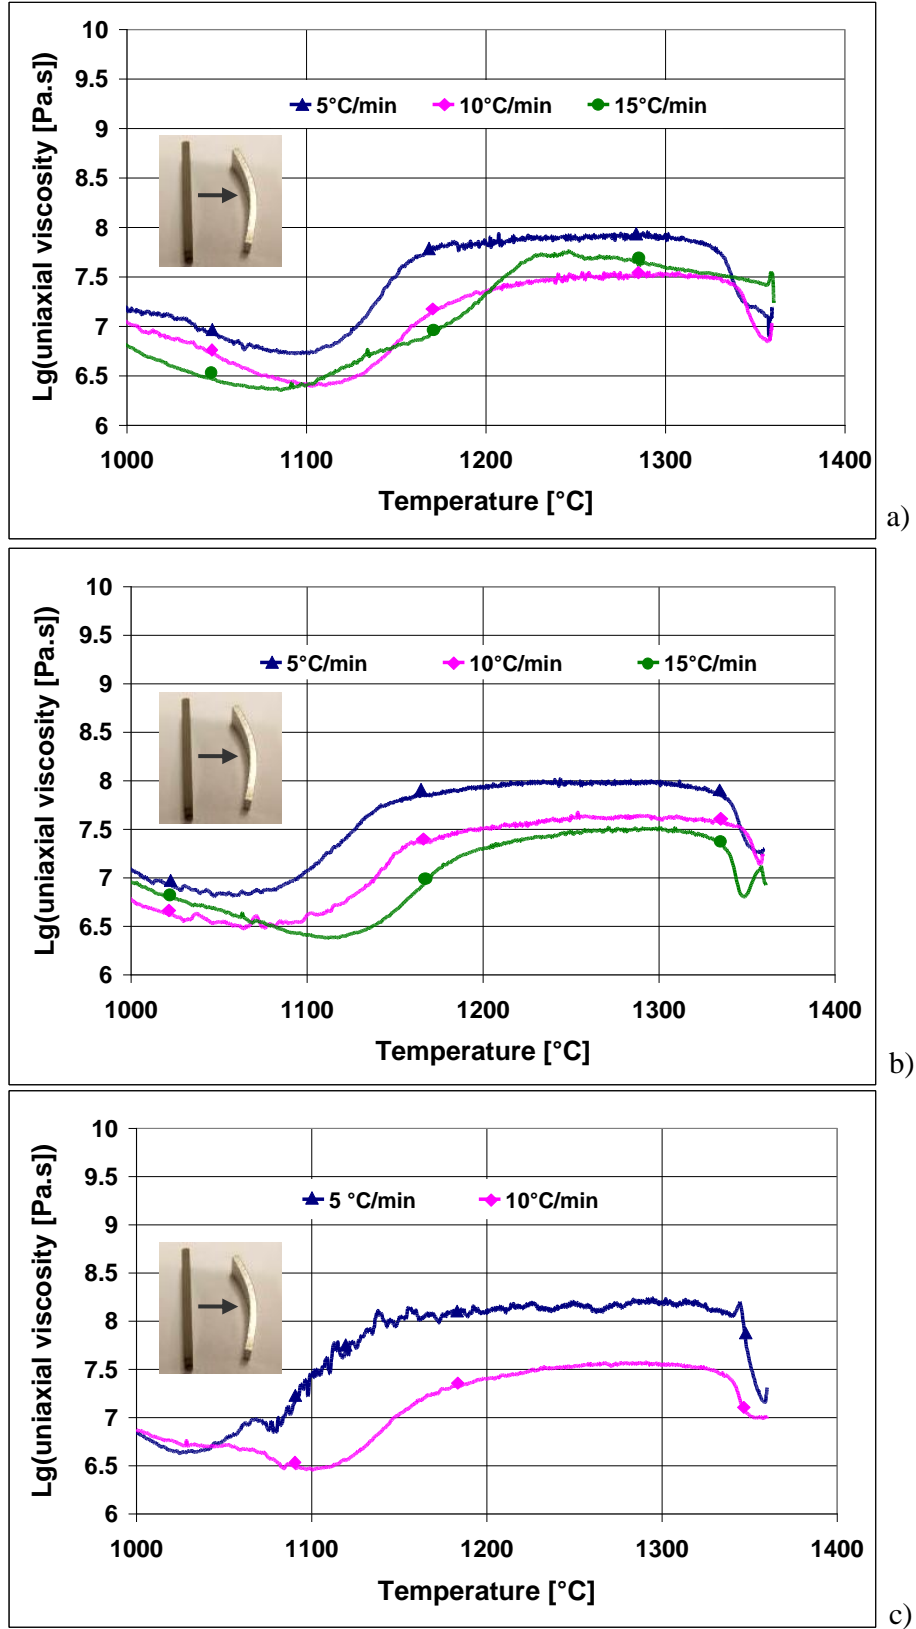 Lg(uniaxial viscosity [Pa.s])
10
9.5
9
8.5
8
7.5
7
6.5
6
5°C/min 10°C/min 15°C/min
1000 1100 1200 1300 1400
Temperature [°C]
a)
Lg(uniaxial viscosity [Pa.s])
10
9.5
9
8.5
8
7.5
7
6.5
6
5°C/min 10°C/min 15°C/min
1000 1100 1200 1300 1400
Temperature [°C]
b)
Lg(uniaxial viscosity [Pa.s])
10
9.5
9
8.5
8
7.5
7
6.5
6
5 °C/min 10°C/min
1000 1100 1200 1300 1400
Temperature [°C]
c)